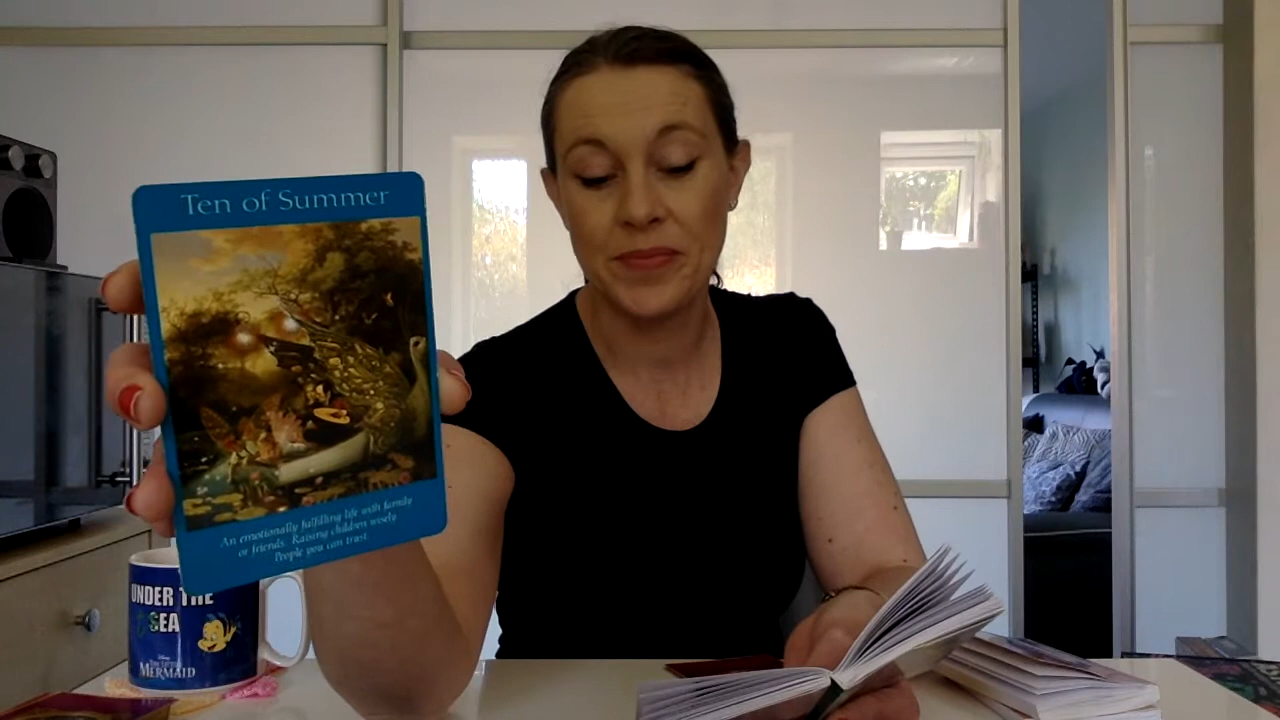 Ten of Summer
An emotionally fulfilling life with family
or friends. Raising children wisely
People you can trust
UNDER THE
SEA
Disney
THE LITTLE
MERMAID